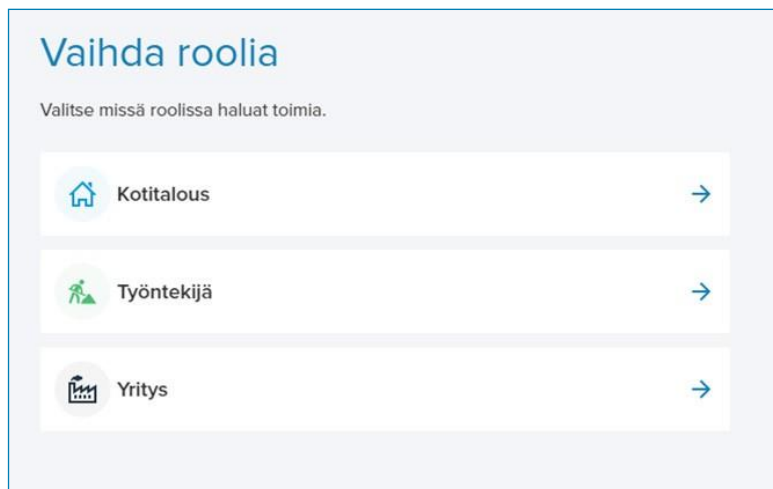 Vaihda roolia
Valitse missä roolissa haluat toimia.
Kotitalous
Työntekijä
Yritys